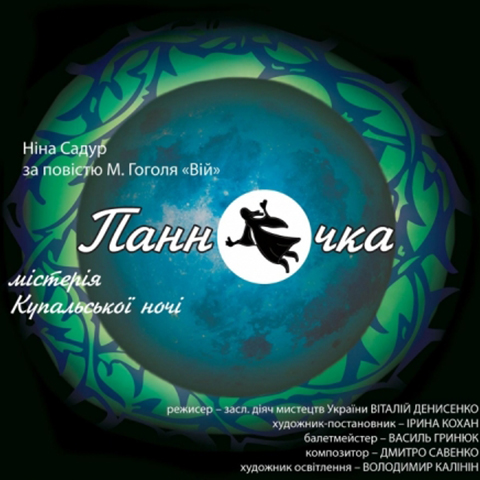 Ніна Садур
за повістю М. Гоголя «Вій»
Панночка
містерія
Купальської ночі
режисер – засл. діяч мистецтв України ВІТАЛІЙ ДЕНИСЕНКО
художник-постановник – ІРИНА КОХАН
балетмейстер – ВАСИЛЬ ГРИНЮК
композитор – ДМИТРО САВЕНКО
художник освітлення – ВОЛОДИМИР КАЛІНІН